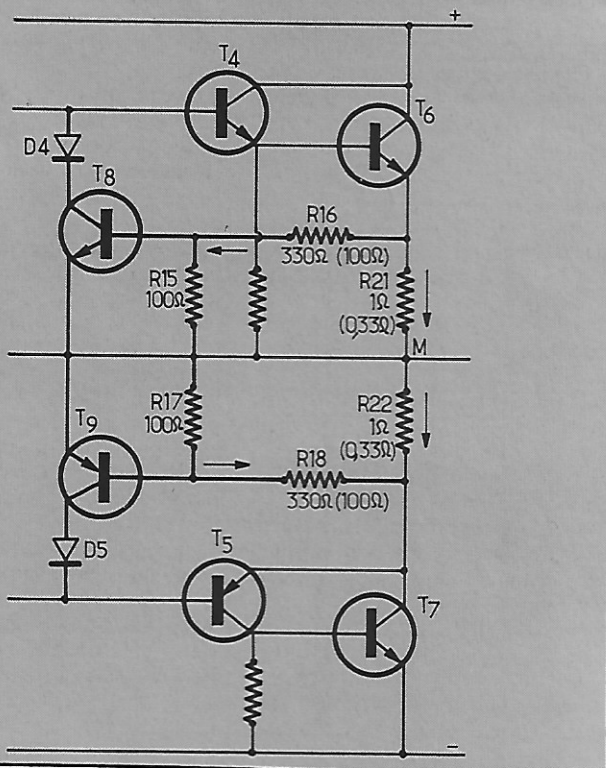 +
T4
T6
D4
T8
R16
330Ω (100Ω)
R15
100Ω
R21
1Ω
(0,33Ω)
M
R17
100Ω
R22
1Ω
(0,33Ω)
T9
R18
330Ω (100Ω)
D5
T5
T7
-